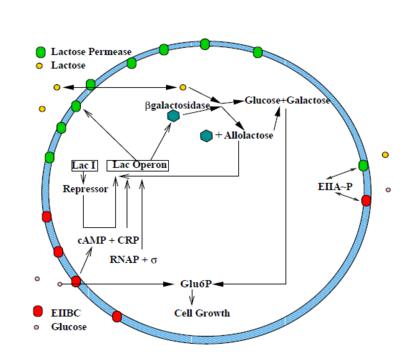 Lactose Permease
Lactose
βgalactosidase
Glucose+Galactose
+ Allolactose
Lac I
Lac Operon
Repressor
EIIA~P
cAMP + CRP
RNAP + σ
Glu6P
Cell Growth
EIIBC
Glucose